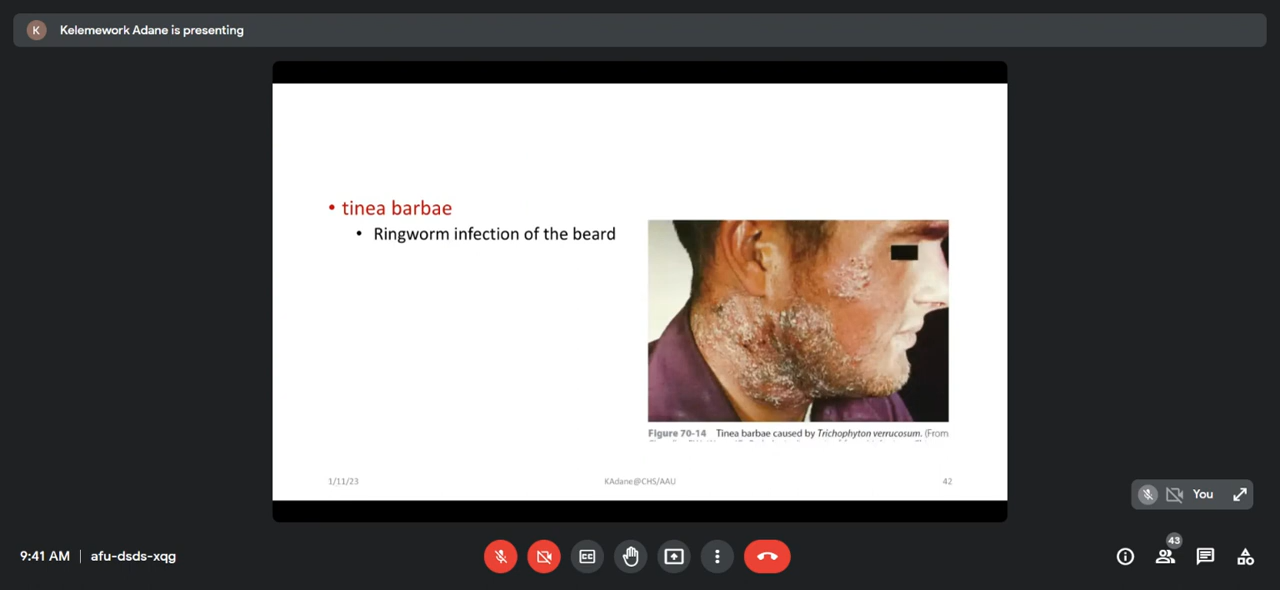 K Kelemework Adane is presenting
• tinea barbae
• Ringworm infection of the beard
Figure 70-14 Tinea barbae caused by Trichophyton verrucosum. (From
1/11/23 KAdane@CHS/AAU 42
You
43
9:41 AM | afu-dsds-xqg
CC